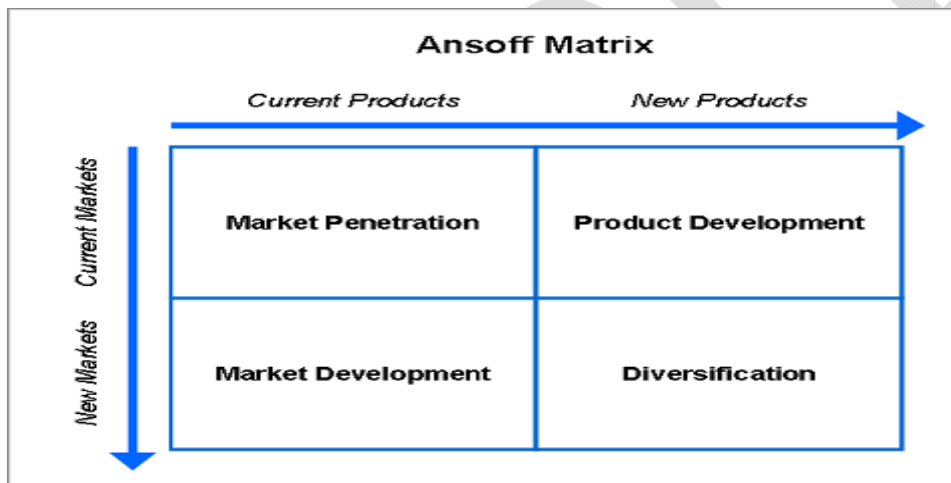 Ansoff Matrix
Current Products
New Products
Current Markets
Market Penetration
Product Development
New Markets
Market Development
Diversification